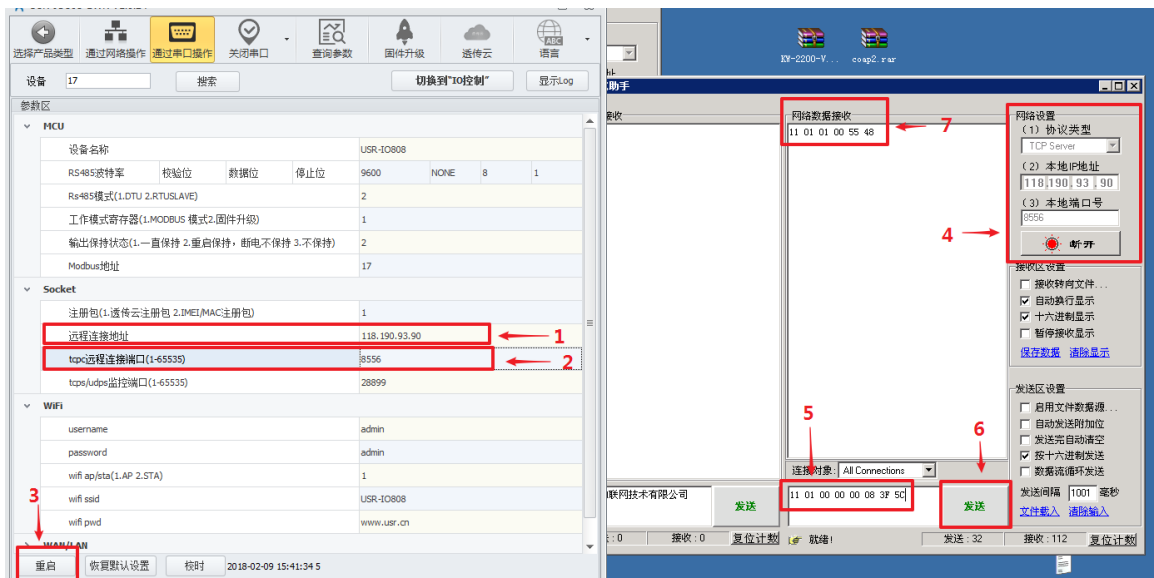 选择产品类型 通过网络操作 通过串口操作 关闭串口 查询参数 固件升级 透传云 语言
设备 17 搜索 切换到"IO控制" 显示Log
参数区
MCU
设备名称 USR-IO808
RS485波特率 校验位 数据位 停止位 9600 NONE 8 1
Rs485模式(1.DTU 2.RTUSLAVE) 2
工作模式寄存器(1.MODBUS 模式2.固件升级) 1
输出保持状态(1.一直保持 2.重启保持，断电不保持 3.不保持) 2
Modbus地址 17
Socket
注册包(1.透传云注册包 2.IMEI/MAC注册包) 1
远程连接地址 118.190.93.90 1
tcpc远程连接端口(1-65535) 8556 2
tcps/udps监控端口(1-65535) 28899
WiFi
username admin
password admin
wifi ap/sta(1.AP 2.STA) 1
wifi ssid USR-IO808
wifi pwd www.usr.cn
3
WAN/LAN
重启 恢复默认设置 校时 2018-02-09 15:41:34 5
KW-2200-V... coap2.rar
助手
网络数据接收
7
11 01 01 00 55 48
网络设置
(1) 协议类型
TCP Server
(2) 本地IP地址
118.190.93.90
(3) 本地端口号
8556
4
断开
接收区设置
接收转向文件...
自动换行显示
十六进制显示
暂停接收显示
保存数据 清除显示
发送区设置
启用文件数据源...
自动发送附加位
发送完自动清空
按十六进制发送
数据流循环发送
发送间隔 1001 毫秒
文件载入 清除输入
5
6
连接对象: All Connections
联网技术有限公司 发送
11 01 00 00 00 08 3F 5C 发送
:0 接收:0 复位计数 就绪! 发送:32 接收:112 复位计数